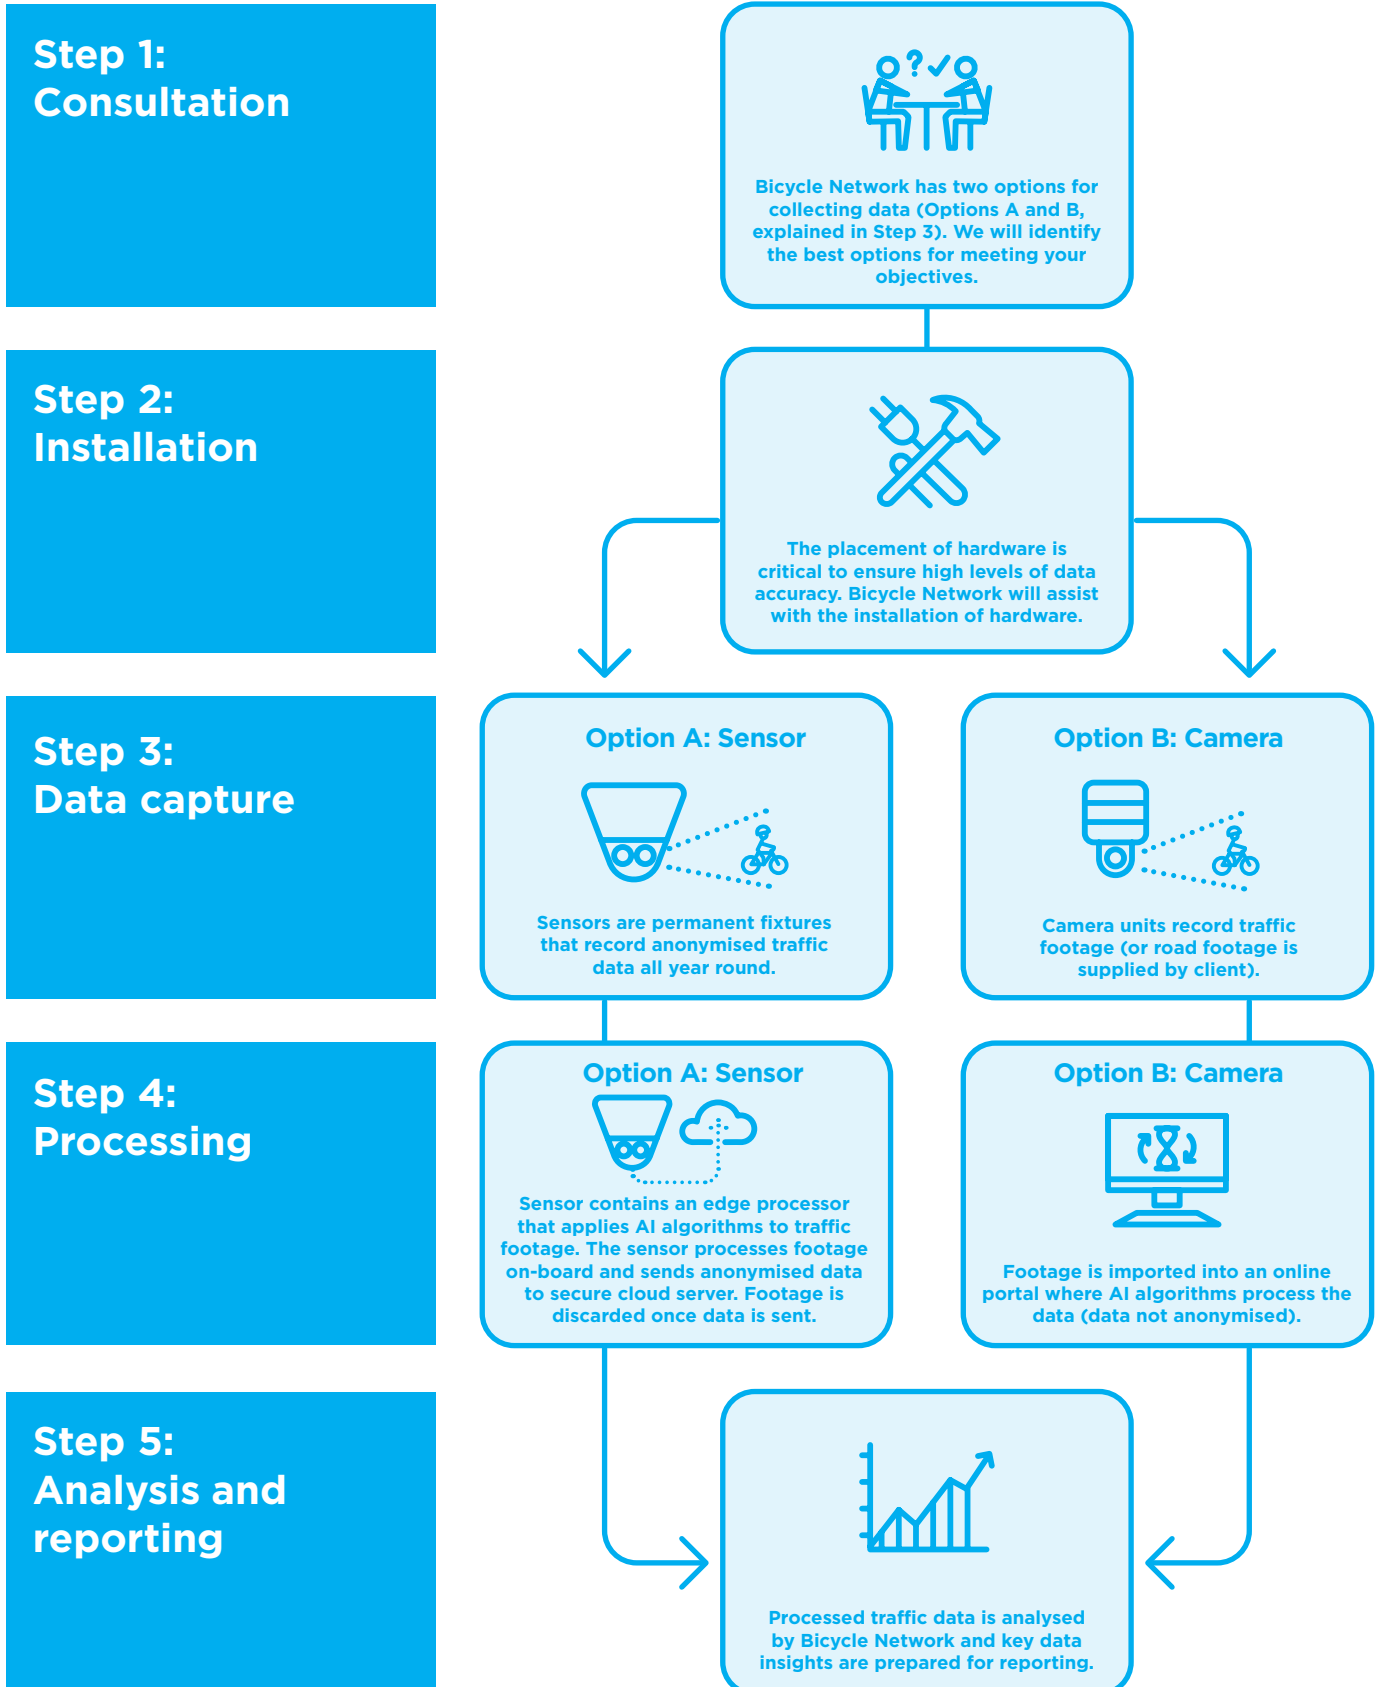 Step 1:
Consultation
Bicycle Network has two options for
collecting data (Options A and B,
explained in Step 3). We will identify
the best options for meeting your
objectives.
Step 2:
Installation
The placement of hardware is
critical to ensure high levels of data
accuracy. Bicycle Network will assist
with the installation of hardware.
Step 3:
Data capture
Option A: Sensor
Sensors are permanent fixtures
that record anonymised traffic
data all year round.
Option B: Camera
Camera units record traffic
footage (or road footage is
supplied by client).
Step 4:
Processing
Option A: Sensor
Sensor contains an edge processor
that applies AI algorithms to traffic
footage. The sensor processes footage
on-board and sends anonymised data
to secure cloud server. Footage is
discarded once data is sent.
Option B: Camera
Footage is imported into an online
portal where AI algorithms process the
data (data not anonymised).
Step 5:
Analysis and
reporting
Processed traffic data is analysed
by Bicycle Network and key data
insights are prepared for reporting.